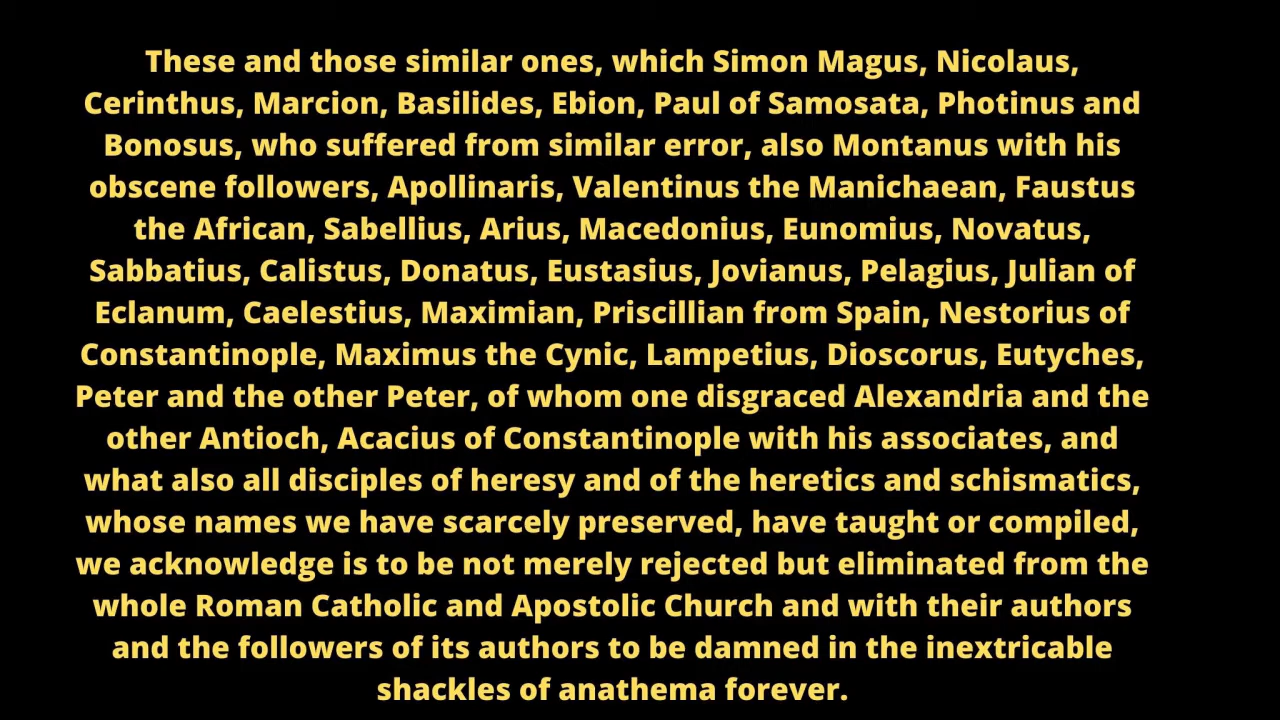 These and those similar ones, which Simon Magus, Nicolaus,
Cerinthus, Marcion, Basilides, Ebion, Paul of Samosata, Photinus and
Bonosus, who suffered from similar error, also Montanus with his
obscene followers, Apollinaris, Valentinus the Manichaean, Faustus
the African, Sabellius, Arius, Macedonius, Eunomius, Novatus,
Sabbatius, Calistus, Donatus, Eustasius, Jovianus, Pelagius, Julian of
Eclanum, Caelestius, Maximian, Priscillian from Spain, Nestorius of
Constantinople, Maximus the Cynic, Lampetius, Dioscorus, Eutyches,
Peter and the other Peter, of whom one disgraced Alexandria and the
other Antioch, Acacius of Constantinople with his associates, and
what also all disciples of heresy and of the heretics and schismatics,
whose names we have scarcely preserved, have taught or compiled,
we acknowledge is to be not merely rejected but eliminated from the
whole Roman Catholic and Apostolic Church and with their authors
and the followers of its authors to be damned in the inextricable
shackles of anathema forever.